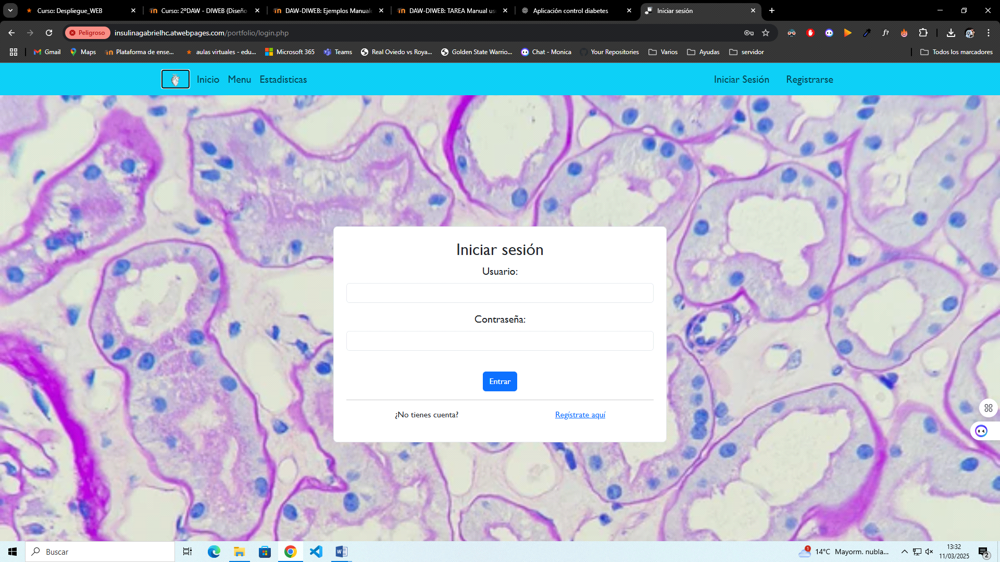 Curso: Despliegue_WEB
Curso: 2ºDAW - DIWEB (Diseño
DAW-DIWEB: Ejemplos Manuale
DAW-DIWEB: TAREA Manual us
Aplicación control diabetes
Iniciar sesión
Peligroso
insulinagabrielhc.atwebpages.com/portfolio/login.php
Gmail
Maps
Plataforma de ense...
aulas virtuales - edu...
Microsoft 365
Teams
Real Oviedo vs Roya...
Golden State Warrio...
Chat - Monica
Your Repositories
Varios
Ayudas
servidor
Todos los marcadores
Inicio
Menu
Estadisticas
Iniciar Sesión
Registrarse
Iniciar sesión
Usuario:
Contraseña:
Entrar
¿No tienes cuenta?
Regístrate aquí
Buscar
1
14°C
Mayorm. nubla...
13:32
11/03/2025
2